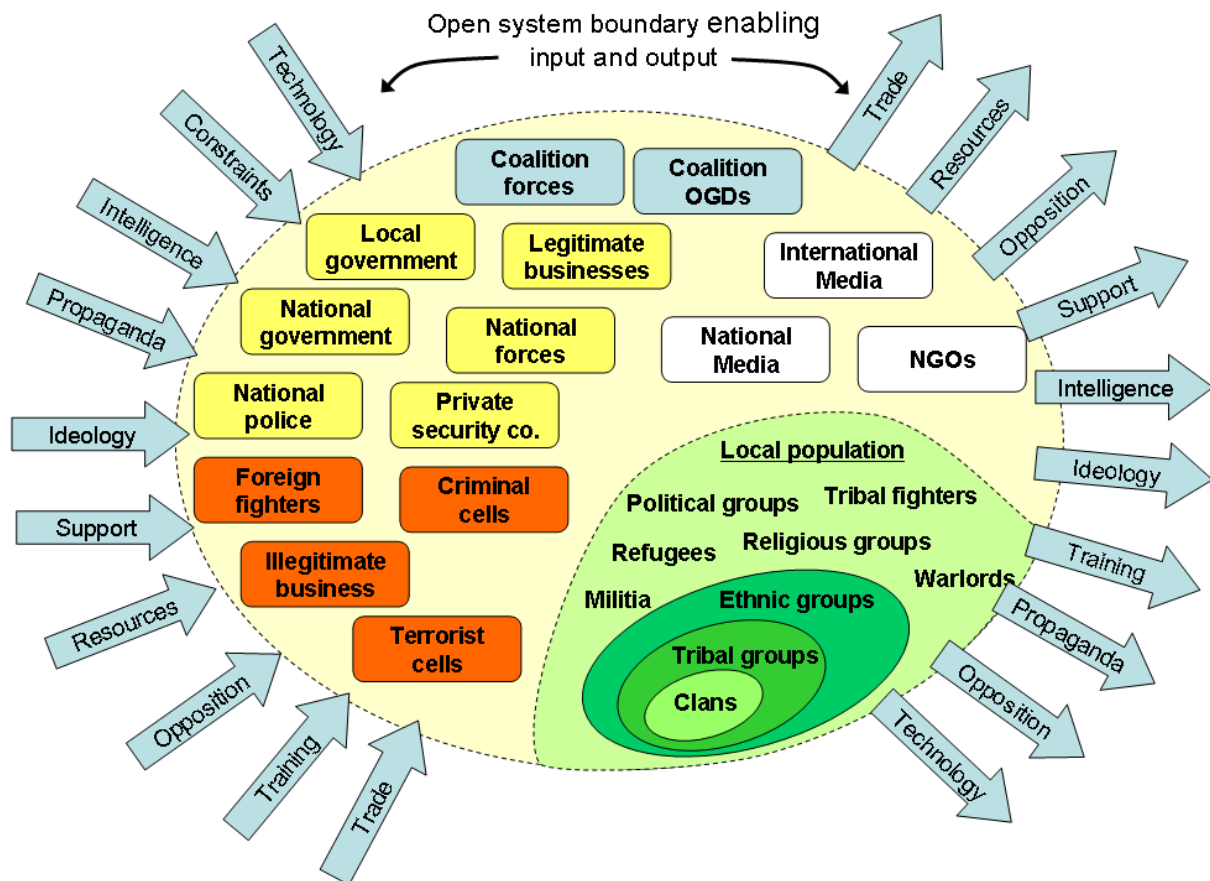 Open system boundary enabling
input and output
Technology
Constraints
Intelligence
Propaganda
Ideology
Support
Resources
Opposition
Training
Trade
Coalition
forces
Coalition
OGDs
Local
government
Legitimate
businesses
International
Media
National
government
National
forces
National
Media
NGOs
National
police
Private
security co.
Foreign
fighters
Criminal
cells
Illegitimate
business
Terrorist
cells
Local population
Political groups
Tribal fighters
Refugees
Religious groups
Warlords
Militia
Ethnic groups
Tribal groups
Clans
Trade
Resources
Opposition
Support
Intelligence
Ideology
Training
Propaganda
Opposition
Technology